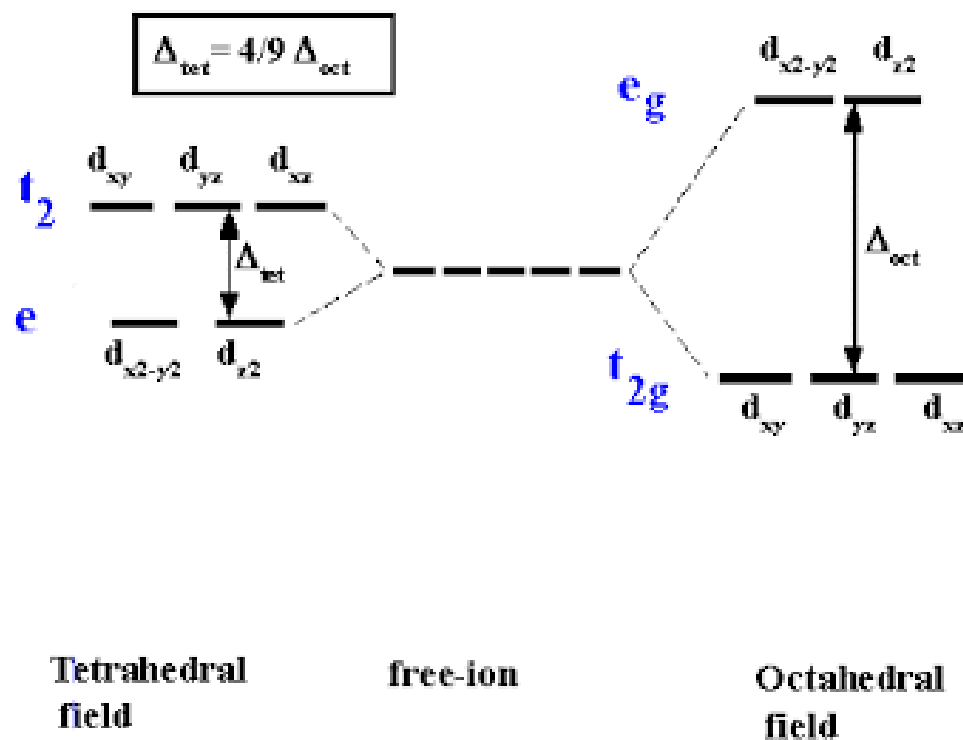 Δtet = 4/9 Δoct
dx2-y2 dz2
eg
dxy dyz dxz
t2
Δtet
Δoct
e
dx2-y2 dz2
t2g
dxy dyz dxz
Tetrahedral field
free-ion
Octahedral field